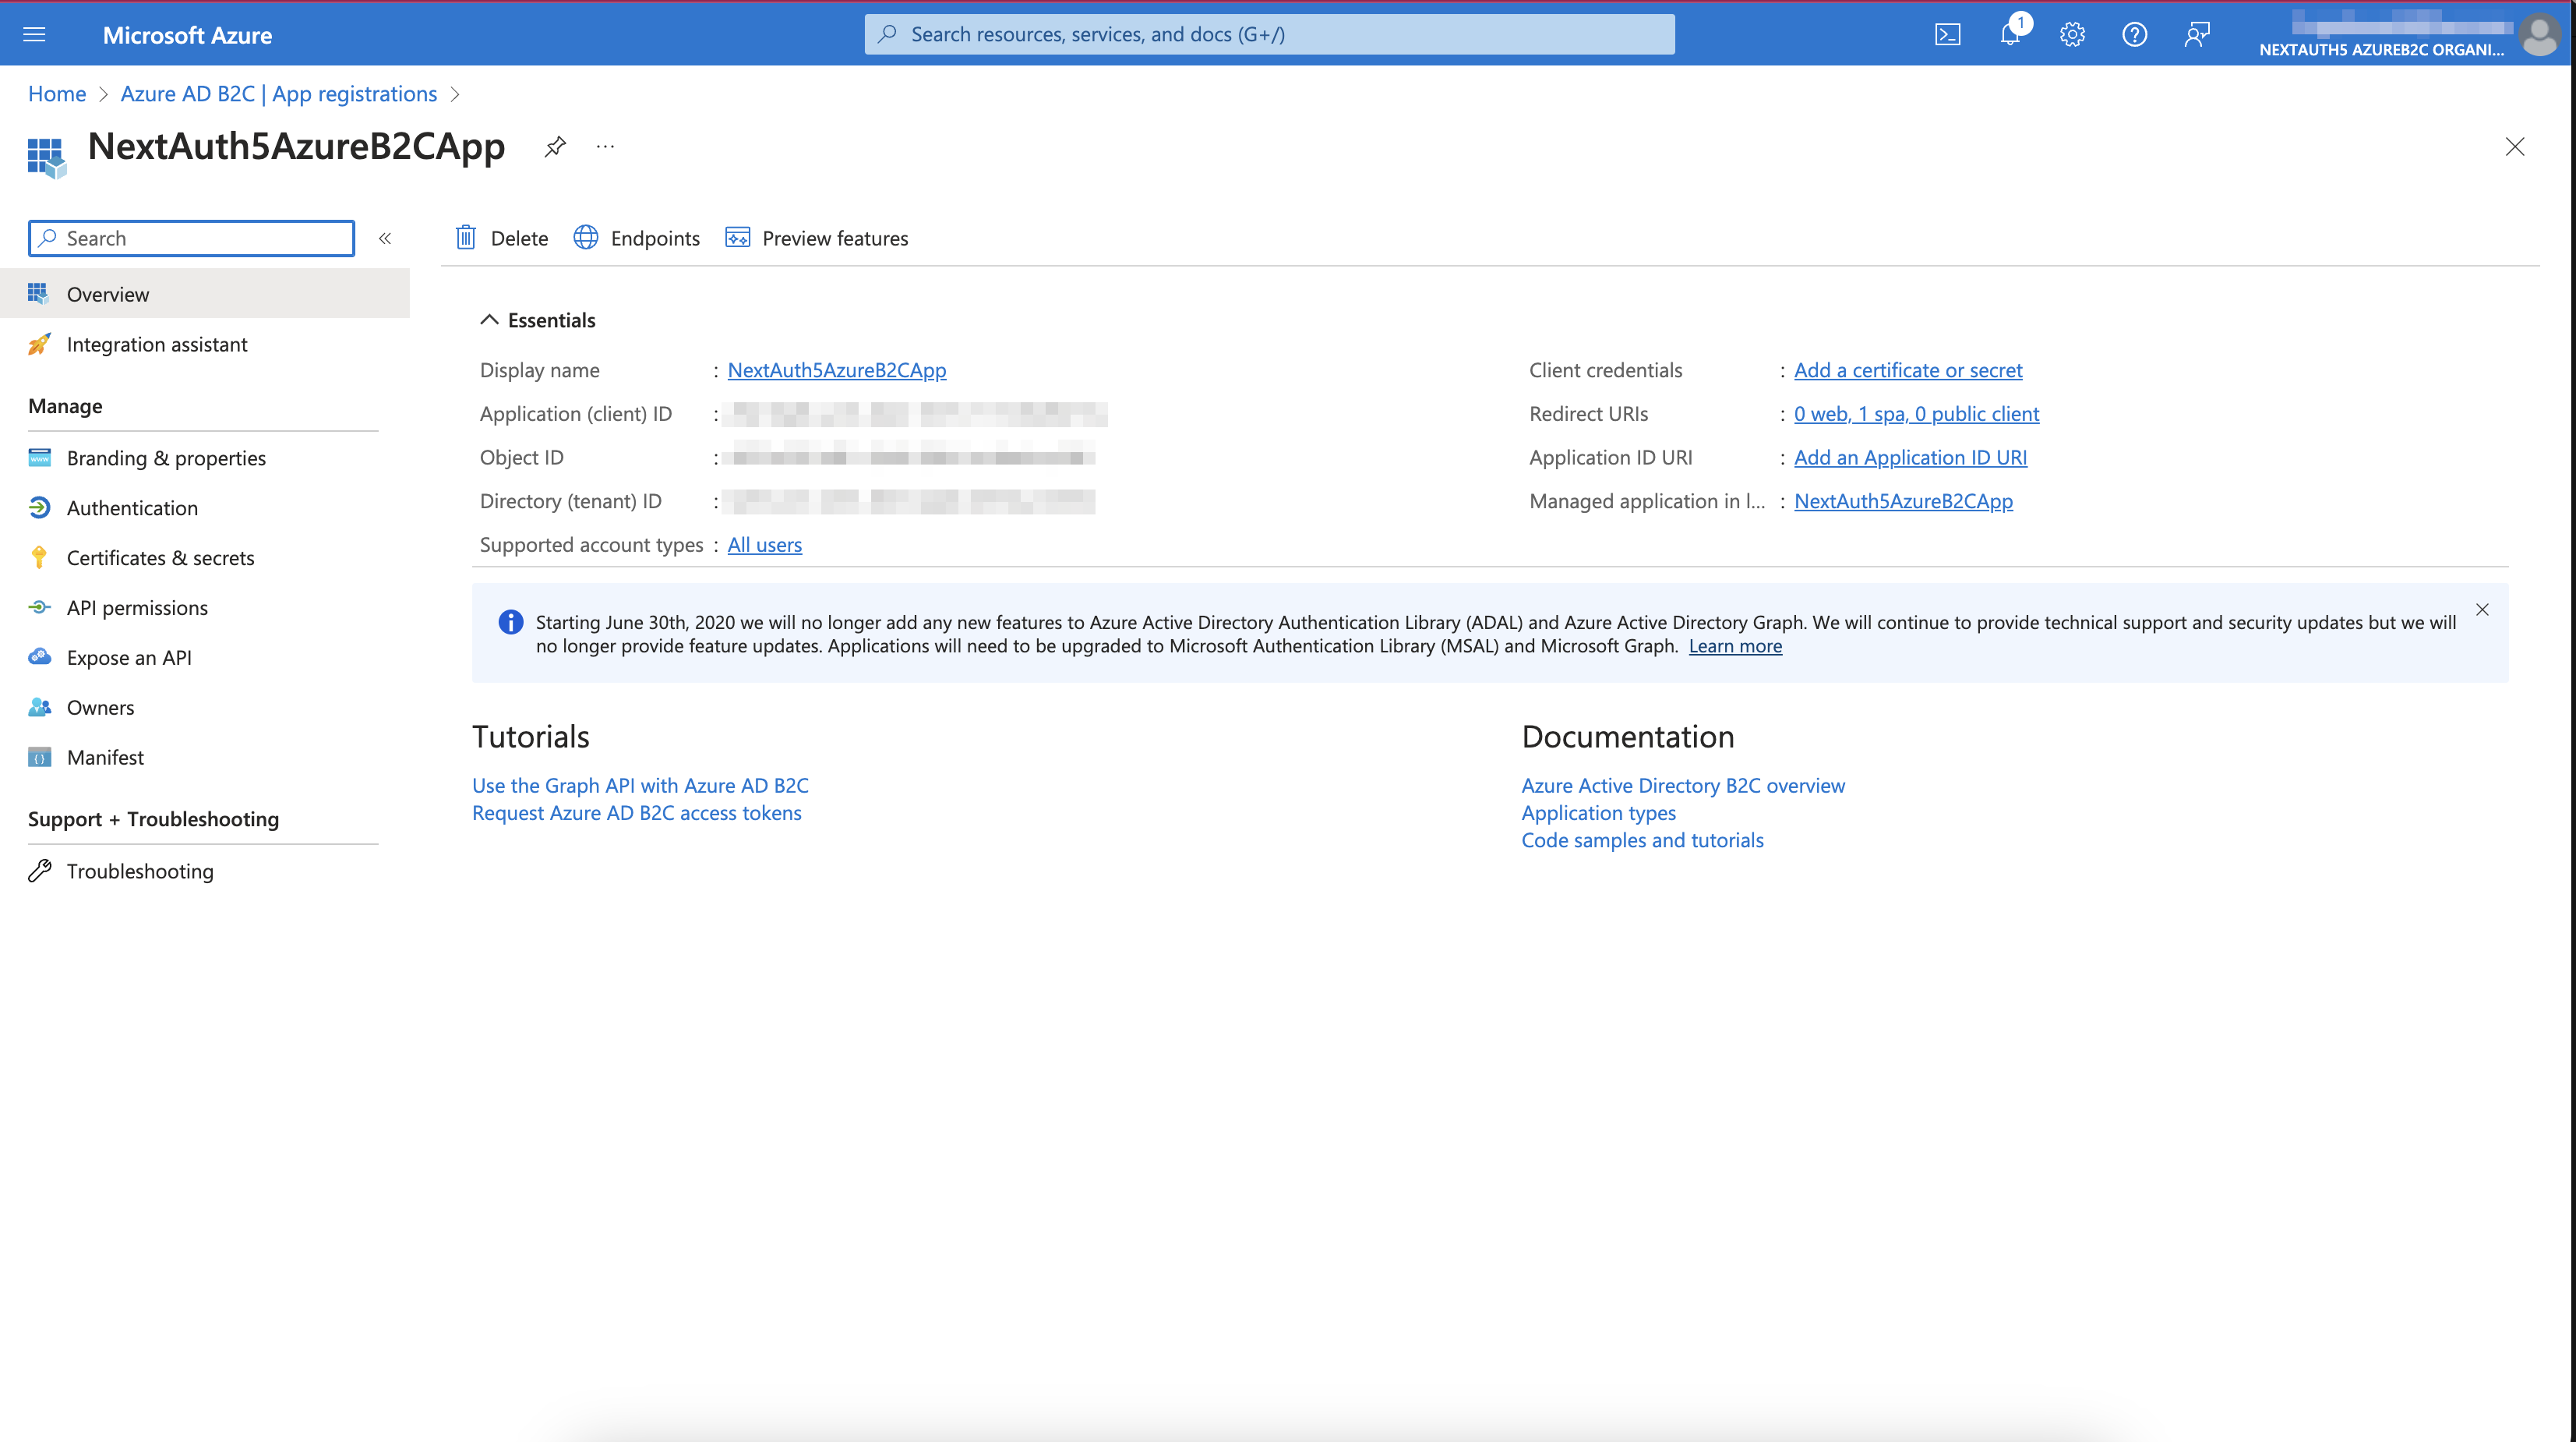 Microsoft Azure
Search resources, services, and docs (G+/)
1
NEXTAUTH5 AZUREB2C ORGANI...
Home > Azure AD B2C | App registrations >
NextAuth5AzureB2CApp
...
Search
«
Delete
Endpoints
Preview features
Overview
Integration assistant
Manage
Branding & properties
Authentication
Certificates & secrets
API permissions
Expose an API
Owners
Manifest
Support + Troubleshooting
Troubleshooting
Essentials
Display name : NextAuth5AzureB2CApp
Application (client) ID :
Object ID :
Directory (tenant) ID :
Supported account types : All users
Client credentials : Add a certificate or secret
Redirect URIs : 0 web, 1 spa, 0 public client
Application ID URI : Add an Application ID URI
Managed application in l... : NextAuth5AzureB2CApp
Starting June 30th, 2020 we will no longer add any new features to Azure Active Directory Authentication Library (ADAL) and Azure Active Directory Graph. We will continue to provide technical support and security updates but we will
no longer provide feature updates. Applications will need to be upgraded to Microsoft Authentication Library (MSAL) and Microsoft Graph. Learn more
Tutorials
Use the Graph API with Azure AD B2C
Request Azure AD B2C access tokens
Documentation
Azure Active Directory B2C overview
Application types
Code samples and tutorials